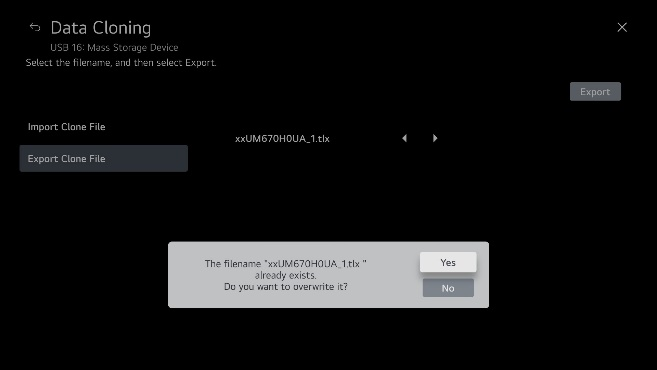 Data Cloning
USB 16: Mass Storage Device
Select the filename, and then select Export.
Export
Import Clone File
xxUM670H0UA_1.tlx
Export Clone File
The filename "xxUM670H0UA_1.tlx "
already exists.
Do you want to overwrite it?
Yes
No